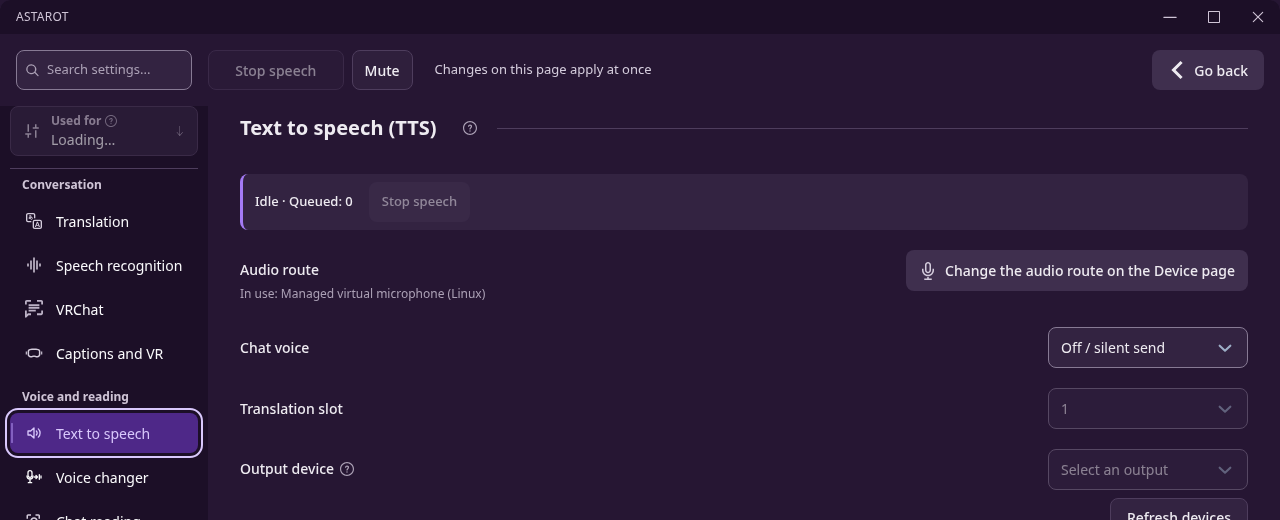 ASTAROT
Search settings...
Stop speech
Mute
Changes on this page apply at once
Go back
Used for
Loading...
Conversation
Translation
Speech recognition
VRChat
Captions and VR
Voice and reading
Text to speech
Voice changer
Chat reading
Text to speech (TTS)
Idle · Queued: 0
Stop speech
Audio route
In use: Managed virtual microphone (Linux)
Change the audio route on the Device page
Chat voice
Off / silent send
Translation slot
1
Output device
Select an output
Refresh devices